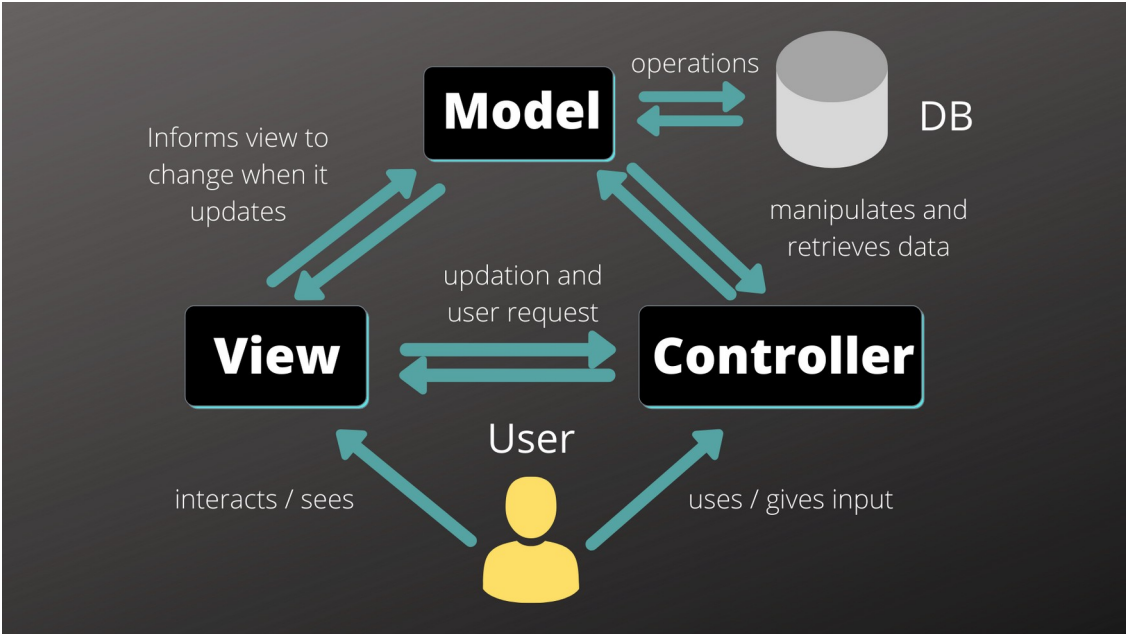 operations
Model
DB
Informs view to
change when it
updates
manipulates and
retrieves data
updation and
user request
View
Controller
User
interacts / sees
uses / gives input